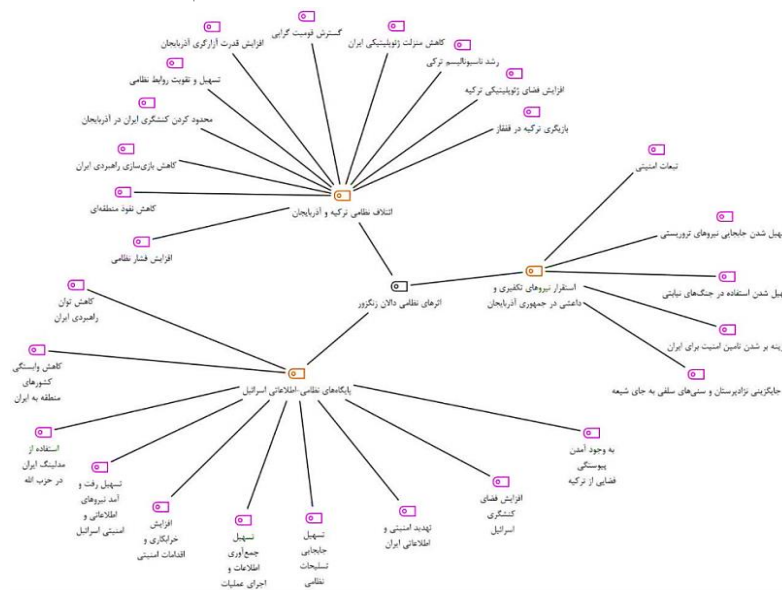 گسترش قومیت گرایی
افزایش قدرت آزارگری آذربایجان
کاهش منزلت ژئوپلیتیکی ایران
رشد ناسیونالیسم ترکی
تسهیل و تقویت روابط نظامی
افزایش فضای ژئوپلیتیکی ترکیه
محدود کردن کنشگری ایران در آذربایجان
بازیگری ترکیه در قفقاز
کاهش بازی‌سازی راهبردی ایران
تبعات امنیتی
کاهش نفوذ منطقه‌ای
ائتلاف نظامی ترکیه و آذربایجان
هیل شدن جابجایی نیروهای تروریستی
افزایش فشار نظامی
استقرار نیروهای تکفیری و
داعشی در جمهوری آذربایجان
هیل شدن استفاده در جنگ‌های نیابتی
اثرهای نظامی دالان زنگزور
کاهش توان
راهبردی ایران
زینه بر شدن تامین امنیت برای ایران
کاهش وابستگی
کشورهای
منطقه به ایران
پایگاه‌های نظامی-اطلاعاتی اسرائیل
جایگزینی نژادپرستان و سنی‌های سلفی به جای شیعه
استفاده از
مدلینگ ایران
در حزب الله
به وجود آمدن
پیوستگی
فضایی از ترکیه
تسهیل رفت و
آمد نیروهای
اطلاعاتی و
امنیتی اسرائیل
افزایش فضای
کنشگری
اسرائیل
افزایش
خرابکاری و
اقدامات امنیتی
تسهیل
جمع‌آوری
اطلاعات و
اجرای عملیات
تسهیل
جابجایی
تسلیحات
نظامی
تهدید امنیتی و
اطلاعاتی ایران